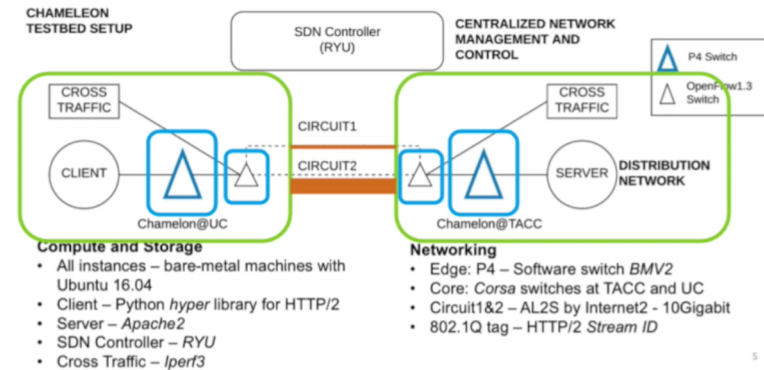 CHAMELEON
TESTBED SETUP
SDN Controller
(RYU)
CENTRALIZED NETWORK
MANAGEMENT AND
CONTROL
P4 Switch
OpenFlow1.3
Switch
CROSS
TRAFFIC
CROSS
TRAFFIC
CIRCUIT1
CIRCUIT2
CLIENT
SERVER
DISTRIBUTION
NETWORK
Chamelon@UC
Chamelon@TACC
Compute and Storage
• All instances – bare-metal machines with
Ubuntu 16.04
• Client – Python hyper library for HTTP/2
• Server – Apache2
• SDN Controller – RYU
• Cross Traffic – Iperf3
Networking
• Edge: P4 – Software switch BMV2
• Core: Corsa switches at TACC and UC
• Circuit1&2 – AL2S by Internet2 - 10Gigabit
• 802.1Q tag – HTTP/2 Stream ID
5